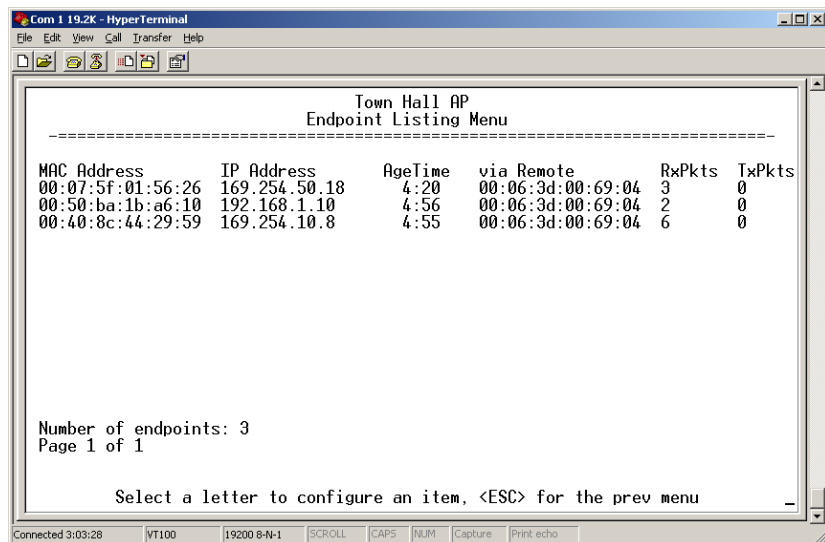 Com 1 19.2K - HyperTerminal
File Edit View Call Transfer Help
Town Hall AP
Endpoint Listing Menu
-==========================================================================-
MAC Address IP Address AgeTime via Remote RxPkts TxPkts
00:07:5f:01:56:26 169.254.50.18 4:20 00:06:3d:00:69:04 3 0
00:50:ba:1b:a6:10 192.168.1.10 4:56 00:06:3d:00:69:04 2 0
00:40:8c:44:29:59 169.254.10.8 4:55 00:06:3d:00:69:04 6 0
Number of endpoints: 3
Page 1 of 1
Select a letter to configure an item, <ESC> for the prev menu _
Connected 3:03:28 VT100 19200 8-N-1 SCROLL CAPS NUM Capture Print echo